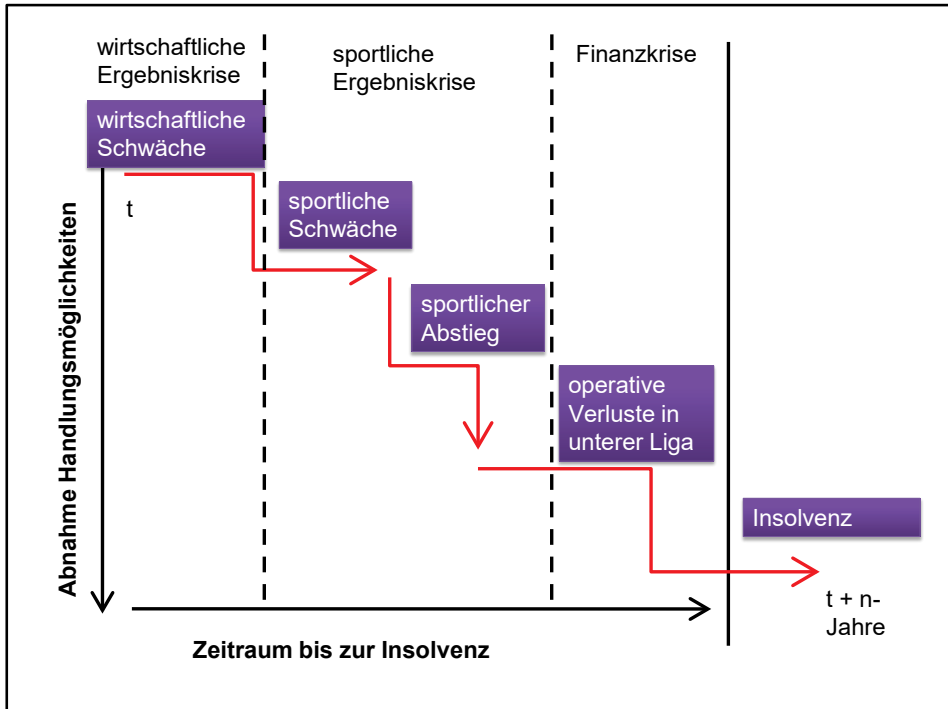 wirtschaftliche
Ergebniskrise
sportliche
Ergebniskrise
Finanzkrise
wirtschaftliche
Schwäche
t
sportliche
Schwäche
sportlicher
Abstieg
operative
Verluste in
unterer Liga
Insolvenz
t + n-
Jahre
Abnahme Handlungsmöglichkeiten
Zeitraum bis zur Insolvenz